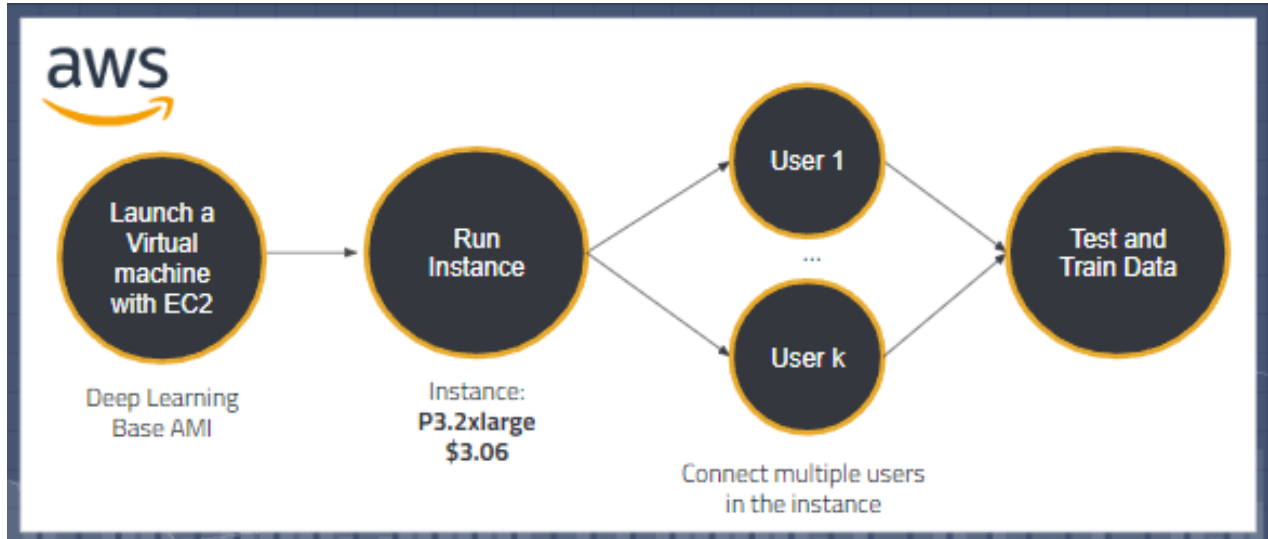 aws
Launch a
Virtual
machine
with EC2
Deep Learning
Base AMI
Run
Instance
Instance:
P3.2xlarge
$3.06
User 1
...
User k
Connect multiple users
in the instance
Test and
Train Data